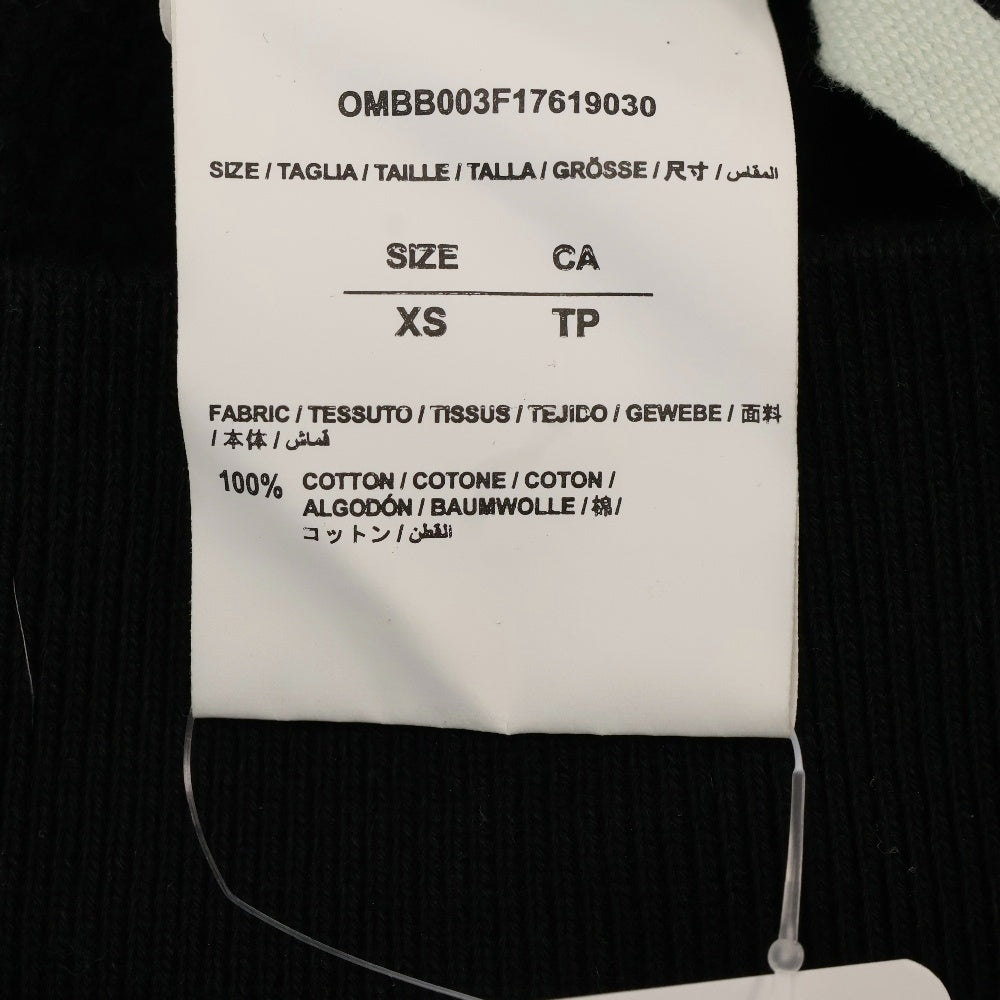 OMBB003F17619030
SIZE / TAGLIA / TAILLE / TALLA / GRÖSSE / 尺寸 / المقاس
SIZE CA
XS TP
FABRIC / TESSUTO / TISSUS / TEJIDO / GEWEBE / 面料
/ 本体 / قماش
100% COTTON / COTONE / COTON /
ALGODÓN / BAUMWOLLE / 棉 /
コットン / القطن